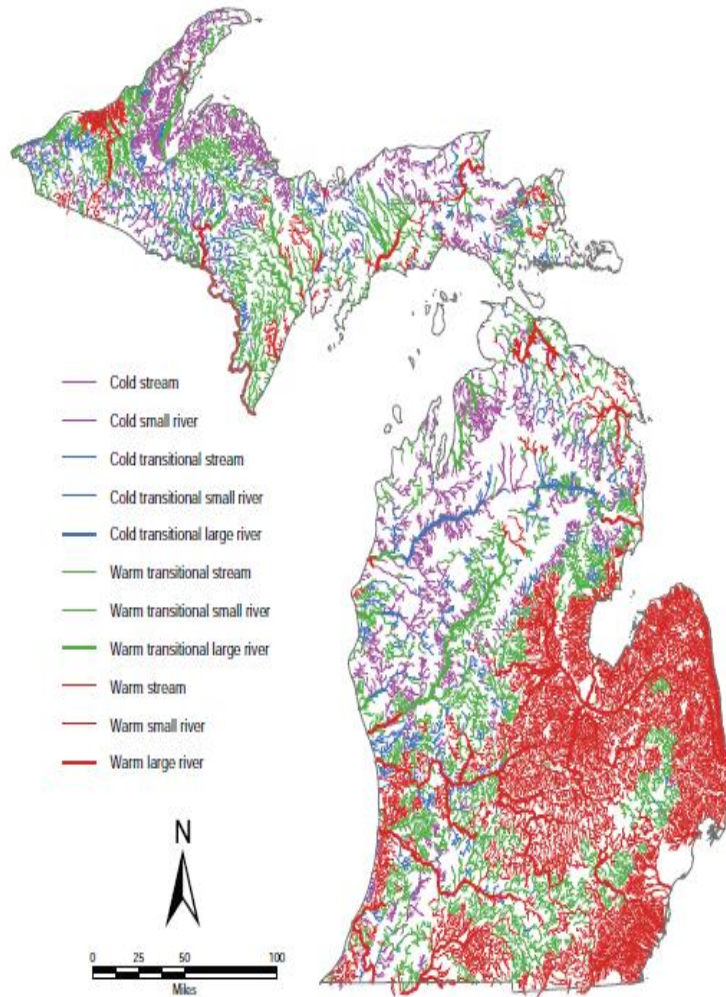 Cold stream
Cold small river
Cold transitional stream
Cold transitional small river
Cold transitional large river
Warm transitional stream
Warm transitional small river
Warm transitional large river
Warm stream
Warm small river
Warm large river
N
0 25 50 100
Miles